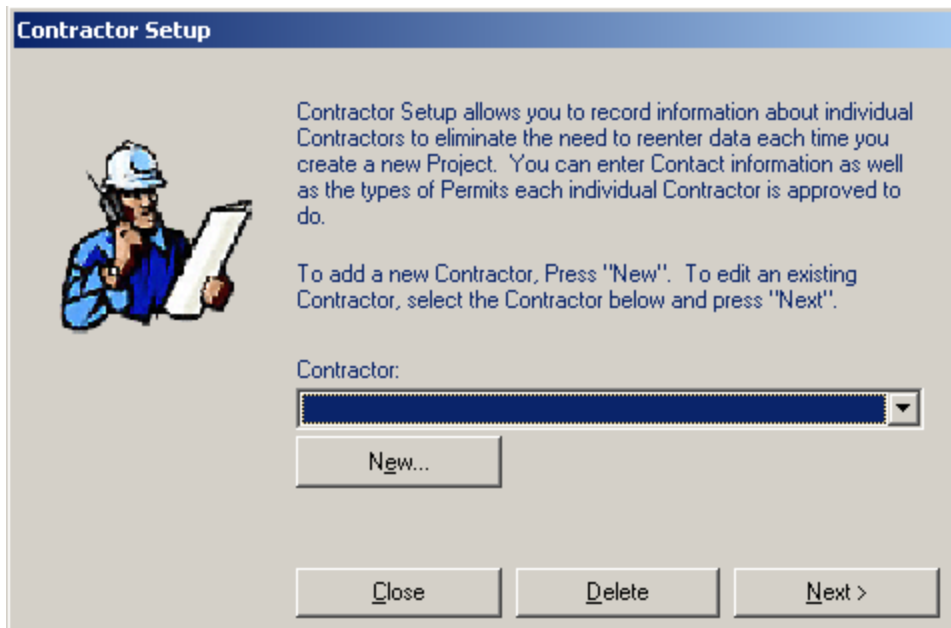 Contractor Setup
Contractor Setup allows you to record information about individual
Contractors to eliminate the need to reenter data each time you
create a new Project.  You can enter Contact information as well
as the types of Permits each individual Contractor is approved to
do.
To add a new Contractor, Press "New".  To edit an existing
Contractor, select the Contractor below and press "Next".
Contractor:
New...
Close
Delete
Next >